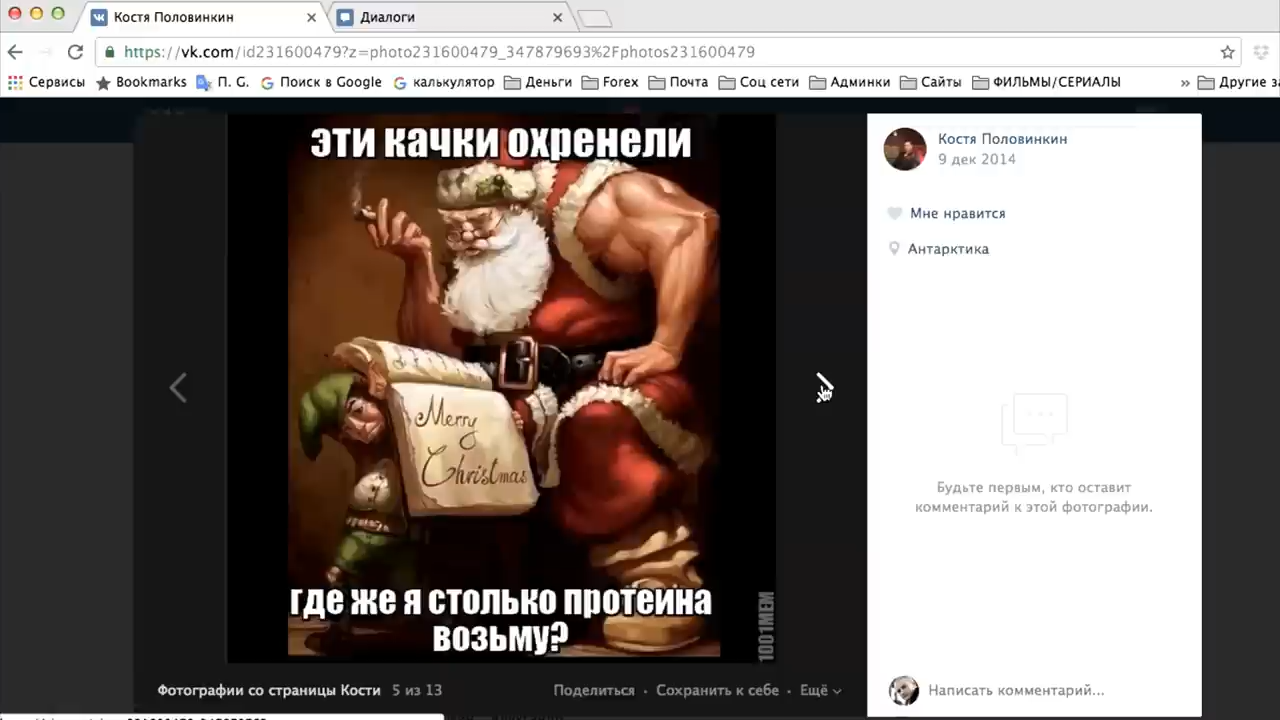 Костя Половинкин
Диалоги
https://vk.com/id231600479?z=photo231600479_347879693%2Fphotos231600479
Сервисы Bookmarks П. G. Поиск в Google калькулятор Деньги Forex Почта Соц сети Админки Сайты ФИЛЬМЫ/СЕРИАЛЫ » Другие за
эти качки охренели
Merry
Christmas
где же я столько протеина
возьму?
1001МЕМ
Костя Половинкин
9 дек 2014
Мне нравится
Антарктика
Будьте первым, кто оставит
комментарий к этой фотографии.
Фотографии со страницы Кости 5 из 13 Поделиться · Сохранить к себе · Ещё
Написать комментарий...